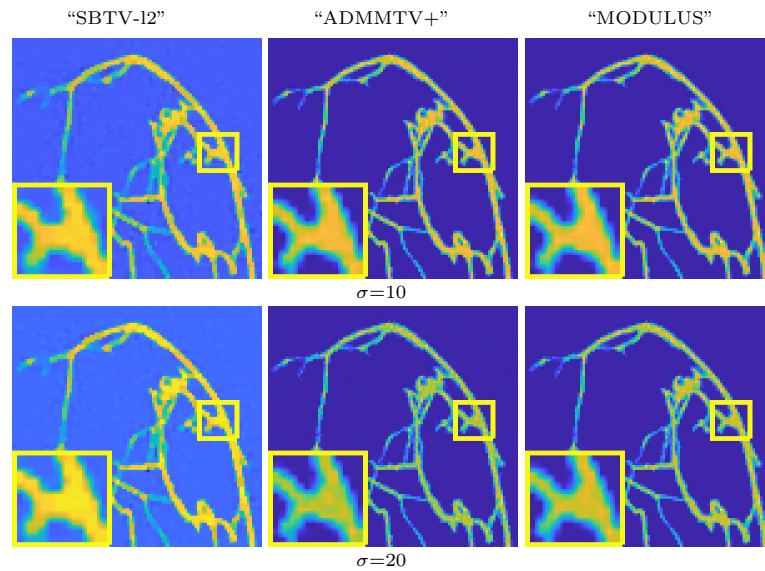 “SBTV-l2” “ADMMTV+” “MODULUS”
σ=10
σ=20